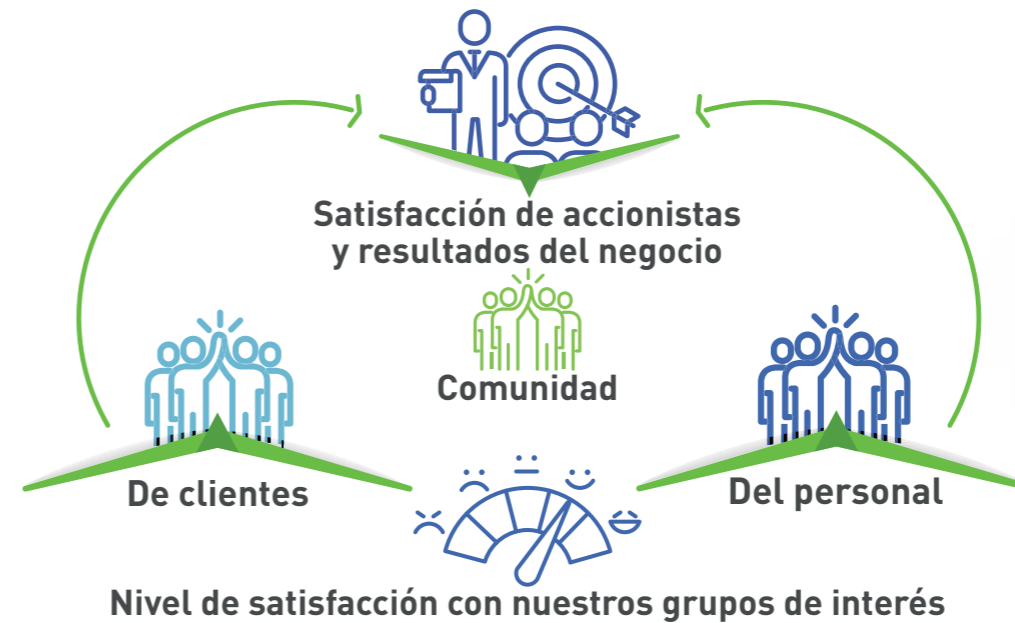 Satisfacción de accionistas
y resultados del negocio
Comunidad
De clientes
Del personal
Nivel de satisfacción con nuestros grupos de interés